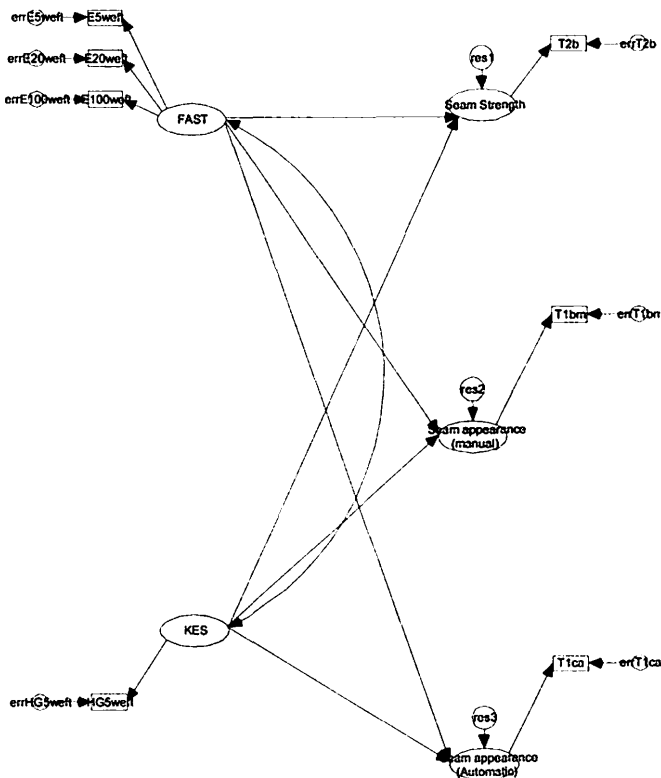 errE5weft E5weft
errE20weft E20weft
errE100weft E100weft
FAST
res1
Seam Strength
T2b errT2b
T1bm errT1bm
res2
Seam appearance
(manual)
KES
errHG5weft HG5weft
T1ca errT1ca
res3
Seam appearance
(Automatic)